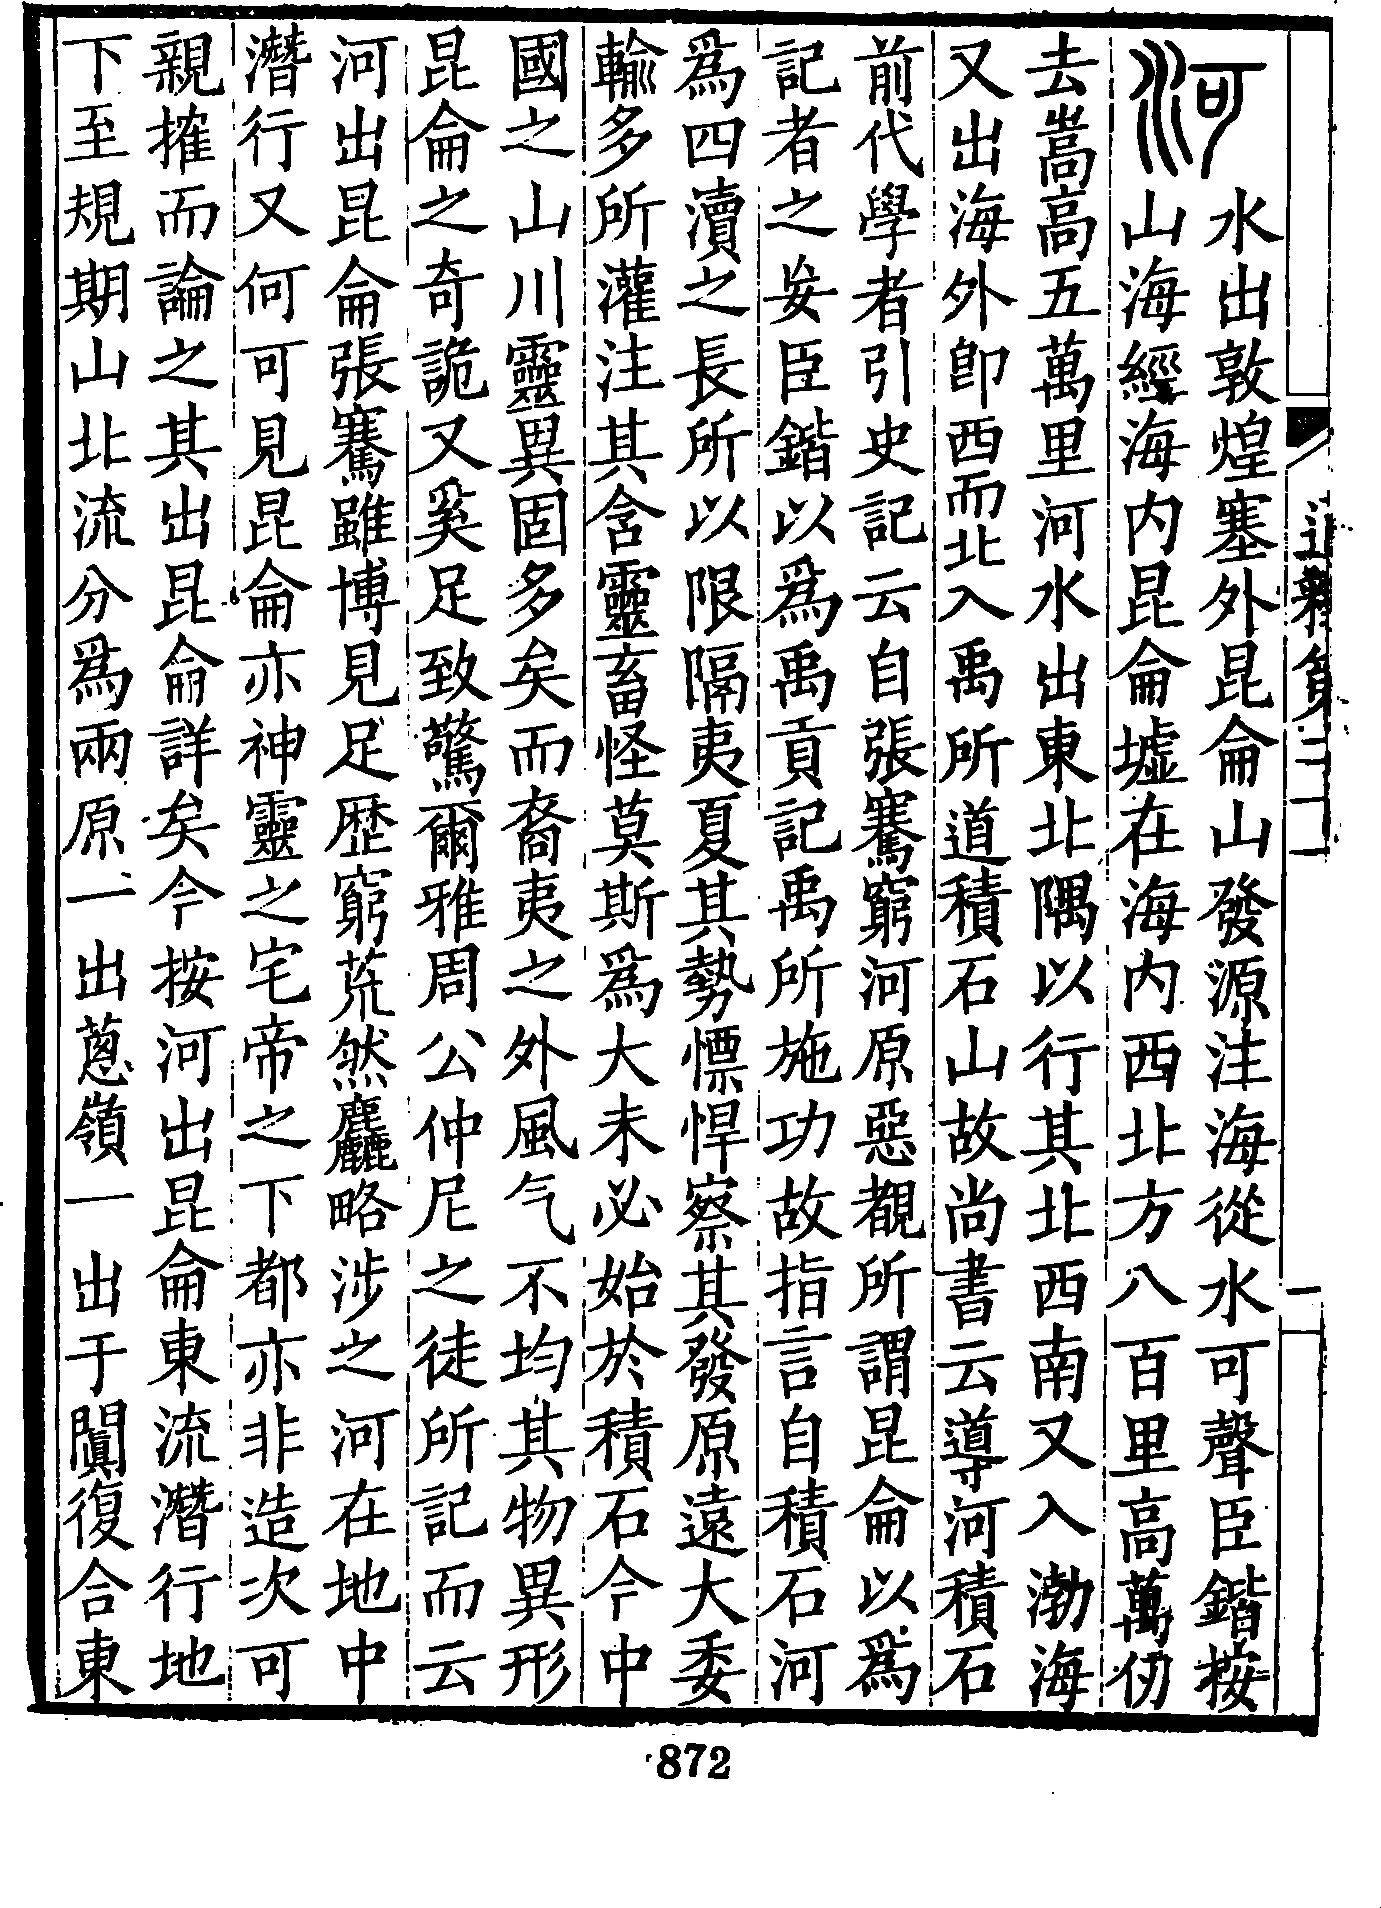 河
水出敦煌塞外昆侖山發源注海從水可聲臣鍇按
山海經海内昆侖墟在海内西北方八百里高萬仞
去嵩高五萬里河水出東北隅以行其北西南又入渤海
又出海外卽西而北入禹所道積石山故尚書云導河積石
前代學者引史記云自張騫窮河原惡覩所謂昆侖以爲
記者之妄臣鍇以爲禹貢記禹所施功故指言自積石河
爲四瀆之長所以限隔夷夏其勢慓悍察其發原遠大委
輸多所灌注其含靈畜怪莫斯爲大未必始於積石今中
國之山川靈異固多矣而裔夷之外風气不均其物異形
昆侖之奇詭又奚足致驚爾雅周公仲尼之徒所記而云
河出昆侖張騫雖博見足歷窮荒然麤略涉之河在地中
潛行又何可見昆侖亦神靈之宅帝之下都亦非造次可
親搉而論之其出昆侖詳矣今按河出昆侖東流潛行地
下至規期山北流分爲兩原一出蔥嶺一出于闐復合東
一
872